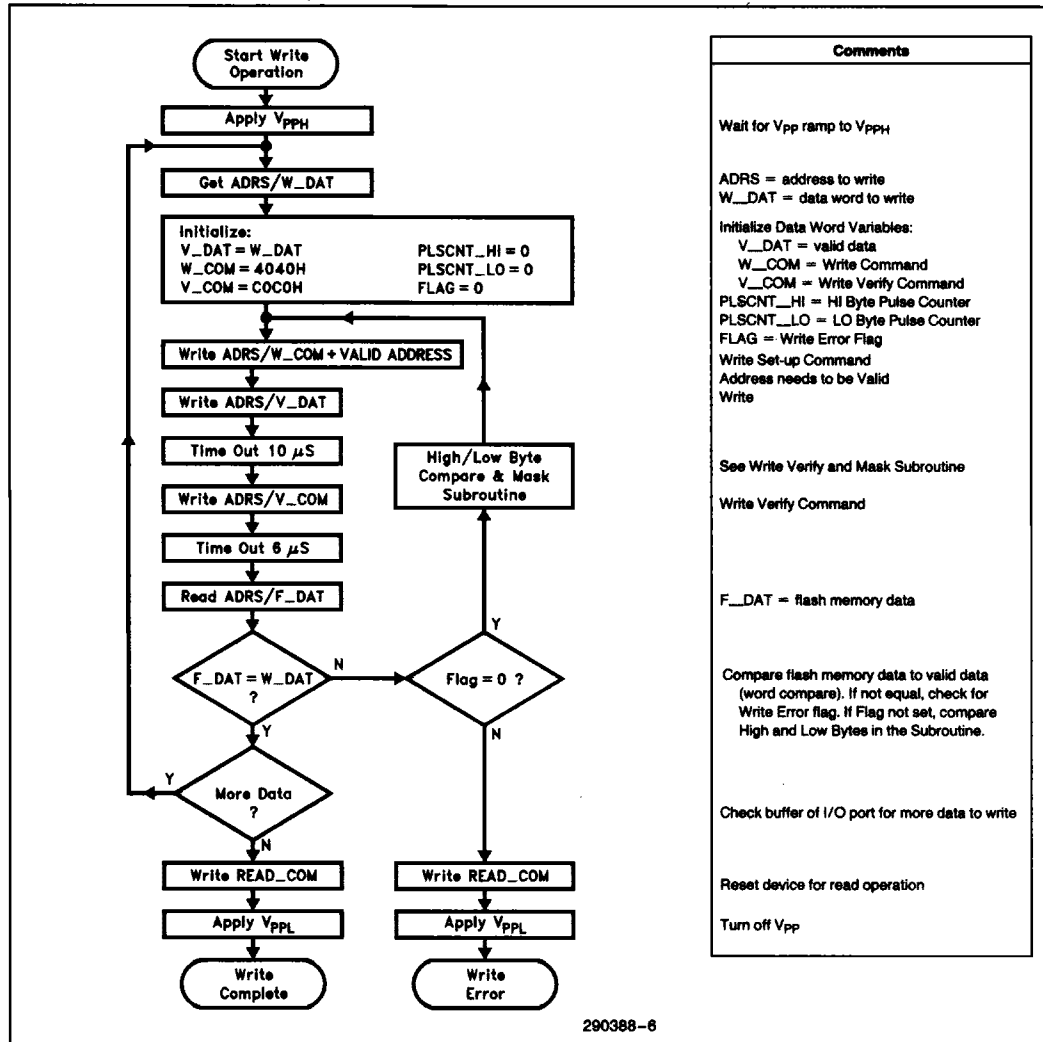 Start Write
Operation
Apply VPPH
Get ADRS/W_DAT
Initialize:
V_DAT = W_DAT PLSCNT_HI = 0
W_COM = 4040H PLSCNT_LO = 0
V_COM = C0C0H FLAG = 0
Write ADRS/W_COM + VALID ADDRESS
Write ADRS/V_DAT
Time Out 10 µS
Write ADRS/V_COM
Time Out 6 µS
Read ADRS/F_DAT
High/Low Byte
Compare & Mask
Subroutine
F_DAT = W_DAT
?
N
Y
Flag = 0 ?
Y
N
More Data
?
Y
N
Write READ_COM
Apply VPPL
Write
Complete
Write READ_COM
Apply VPPL
Write
Error
Comments
Wait for VPP ramp to VPPH
ADRS = address to write
W_DAT = data word to write
Initialize Data Word Variables:
V_DAT = valid data
W_COM = Write Command
V_COM = Write Verify Command
PLSCNT_HI = HI Byte Pulse Counter
PLSCNT_LO = LO Byte Pulse Counter
FLAG = Write Error Flag
Write Set-up Command
Address needs to be Valid
Write
See Write Verify and Mask Subroutine
Write Verify Command
F_DAT = flash memory data
Compare flash memory data to valid data
(word compare). If not equal, check for
Write Error flag. If Flag not set, compare
High and Low Bytes in the Subroutine.
Check buffer of I/O port for more data to write
Reset device for read operation
Turn off VPP
290388-6